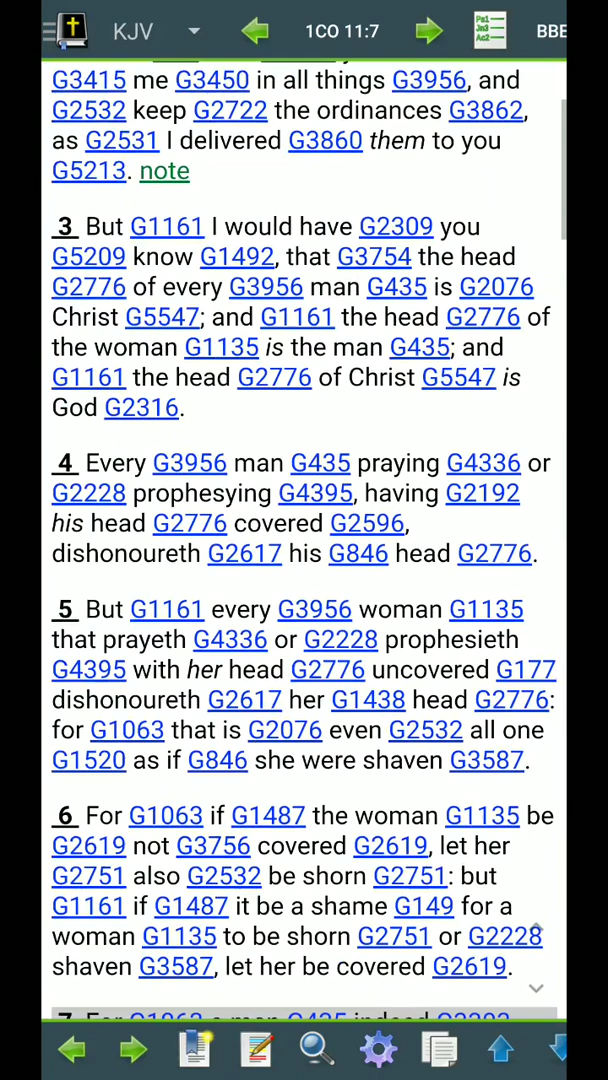 KJV 1CO 11:7 BBE
G3415 me G3450 in all things G3956, and
G2532 keep G2722 the ordinances G3862,
as G2531 I delivered G3860 them to you
G5213. note
3 But G1161 I would have G2309 you
G5209 know G1492, that G3754 the head
G2776 of every G3956 man G435 is G2076
Christ G5547; and G1161 the head G2776 of
the woman G1135 is the man G435; and
G1161 the head G2776 of Christ G5547 is
God G2316.
4 Every G3956 man G435 praying G4336 or
G2228 prophesying G4395, having G2192
his head G2776 covered G2596,
dishonoureth G2617 his G846 head G2776.
5 But G1161 every G3956 woman G1135
that prayeth G4336 or G2228 prophesieth
G4395 with her head G2776 uncovered G177
dishonoureth G2617 her G1438 head G2776:
for G1063 that is G2076 even G2532 all one
G1520 as if G846 she were shaven G3587.
6 For G1063 if G1487 the woman G1135 be
G2619 not G3756 covered G2619, let her
G2751 also G2532 be shorn G2751: but
G1161 if G1487 it be a shame G149 for a
woman G1135 to be shorn G2751 or G2228
shaven G3587, let her be covered G2619.
7 For G1063 a man G435 indeed